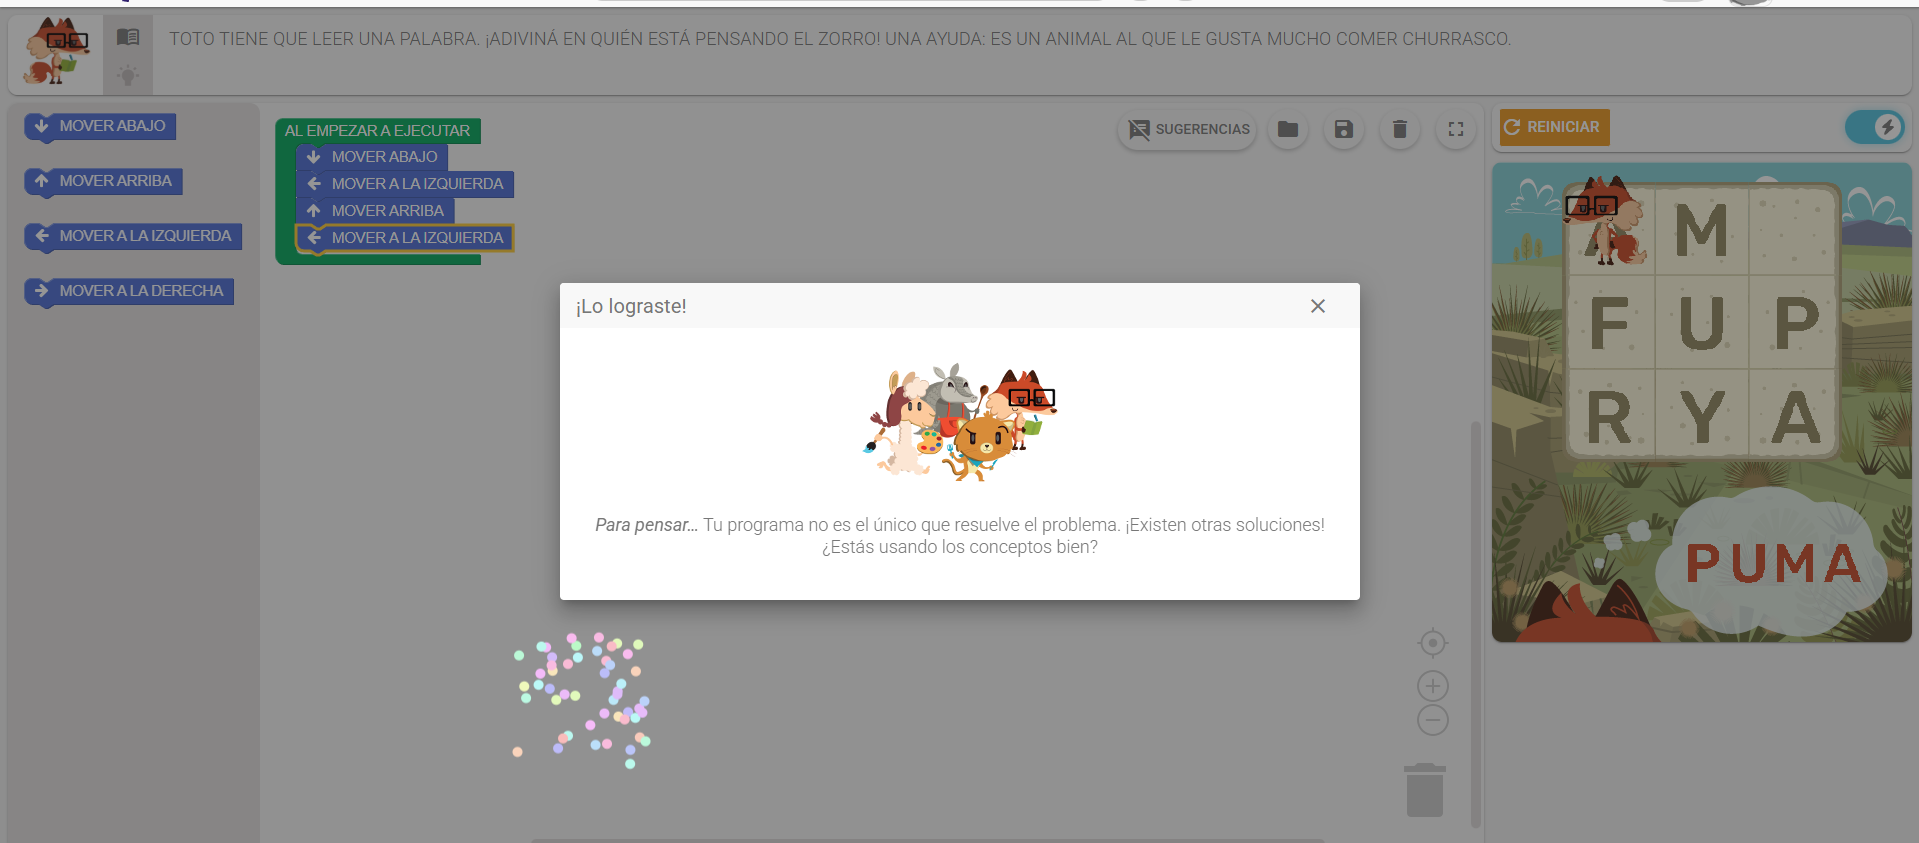 TOTO TIENE QUE LEER UNA PALABRA. ¡ADIVINÁ EN QUIÉN ESTÁ PENSANDO EL ZORRO! UNA AYUDA: ES UN ANIMAL AL QUE LE GUSTA MUCHO COMER CHURRASCO.
MOVER ABAJO
MOVER ARRIBA
MOVER A LA IZQUIERDA
MOVER A LA DERECHA
AL EMPEZAR A EJECUTAR
MOVER ABAJO
MOVER A LA IZQUIERDA
MOVER ARRIBA
MOVER A LA IZQUIERDA
SUGERENCIAS
REINICIAR
¡Lo lograste!
Para pensar... Tu programa no es el único que resuelve el problema. ¡Existen otras soluciones!
¿Estás usando los conceptos bien?
A M
F U P
R Y A
PUMA